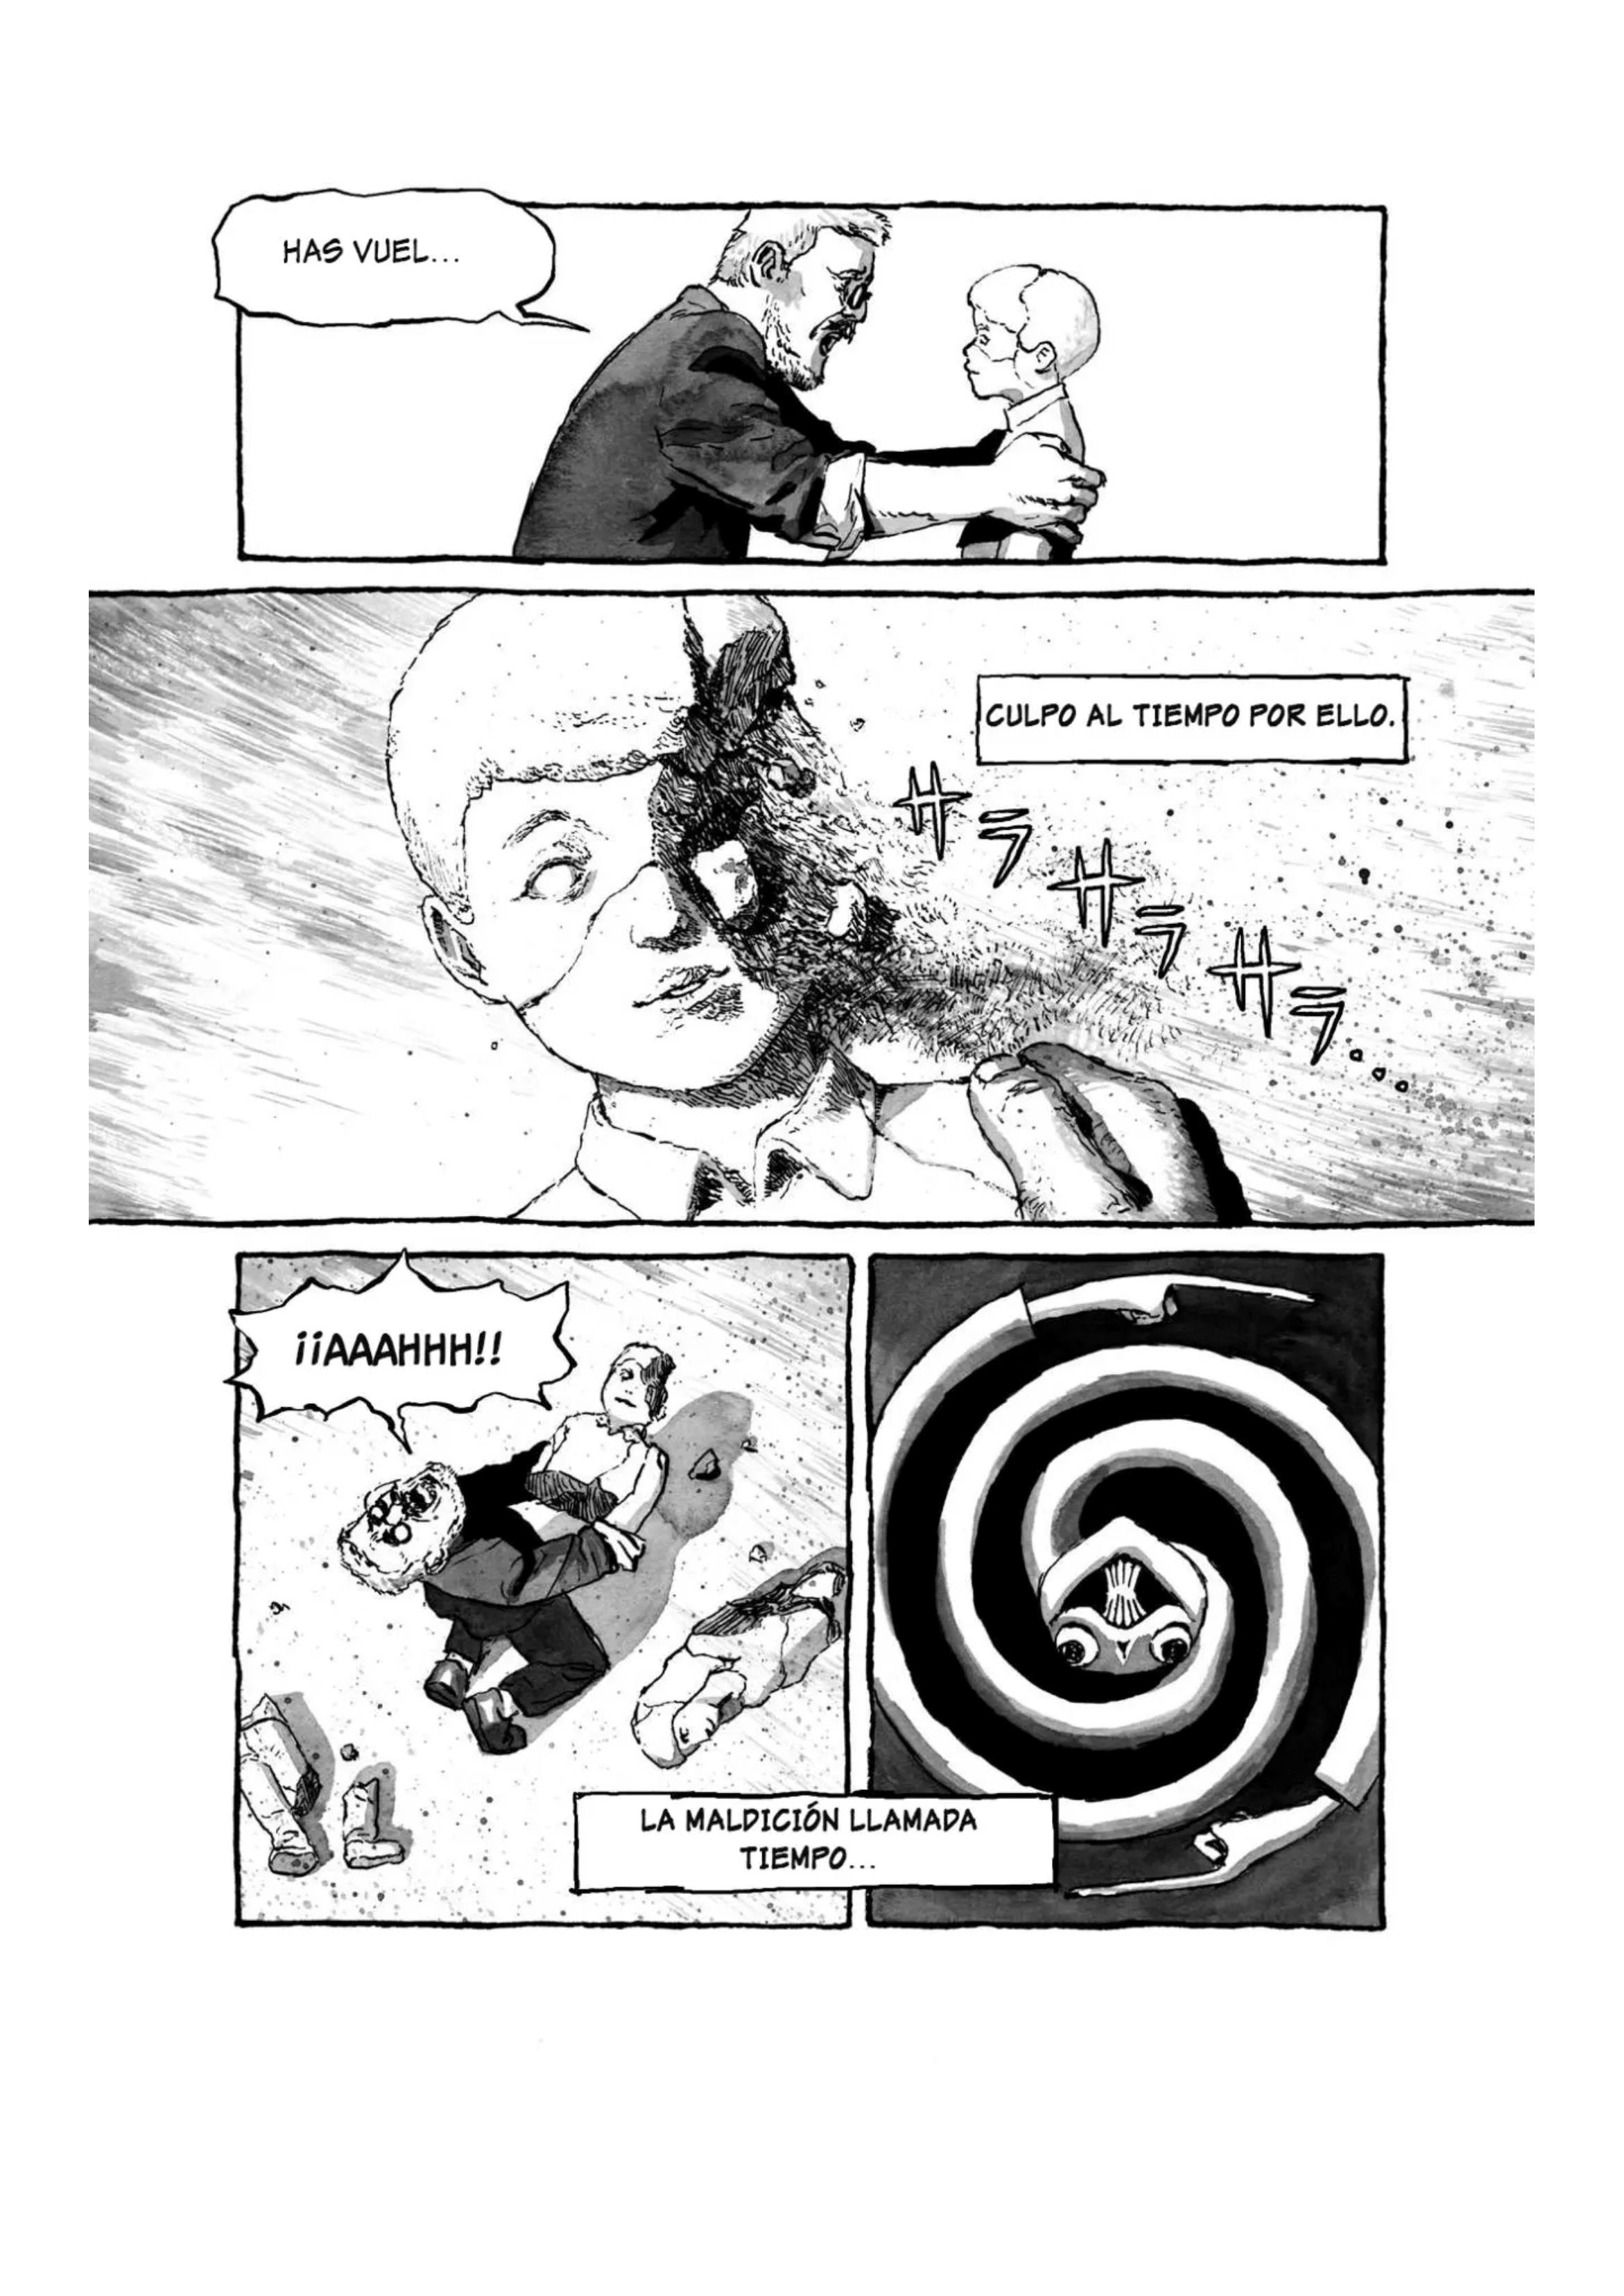 HAS VUEL...
CULPO AL TIEMPO POR ELLO.
サラサラサラ...
¡¡AAAHHH!!
LA MALDICIÓN LLAMADA
TIEMPO...